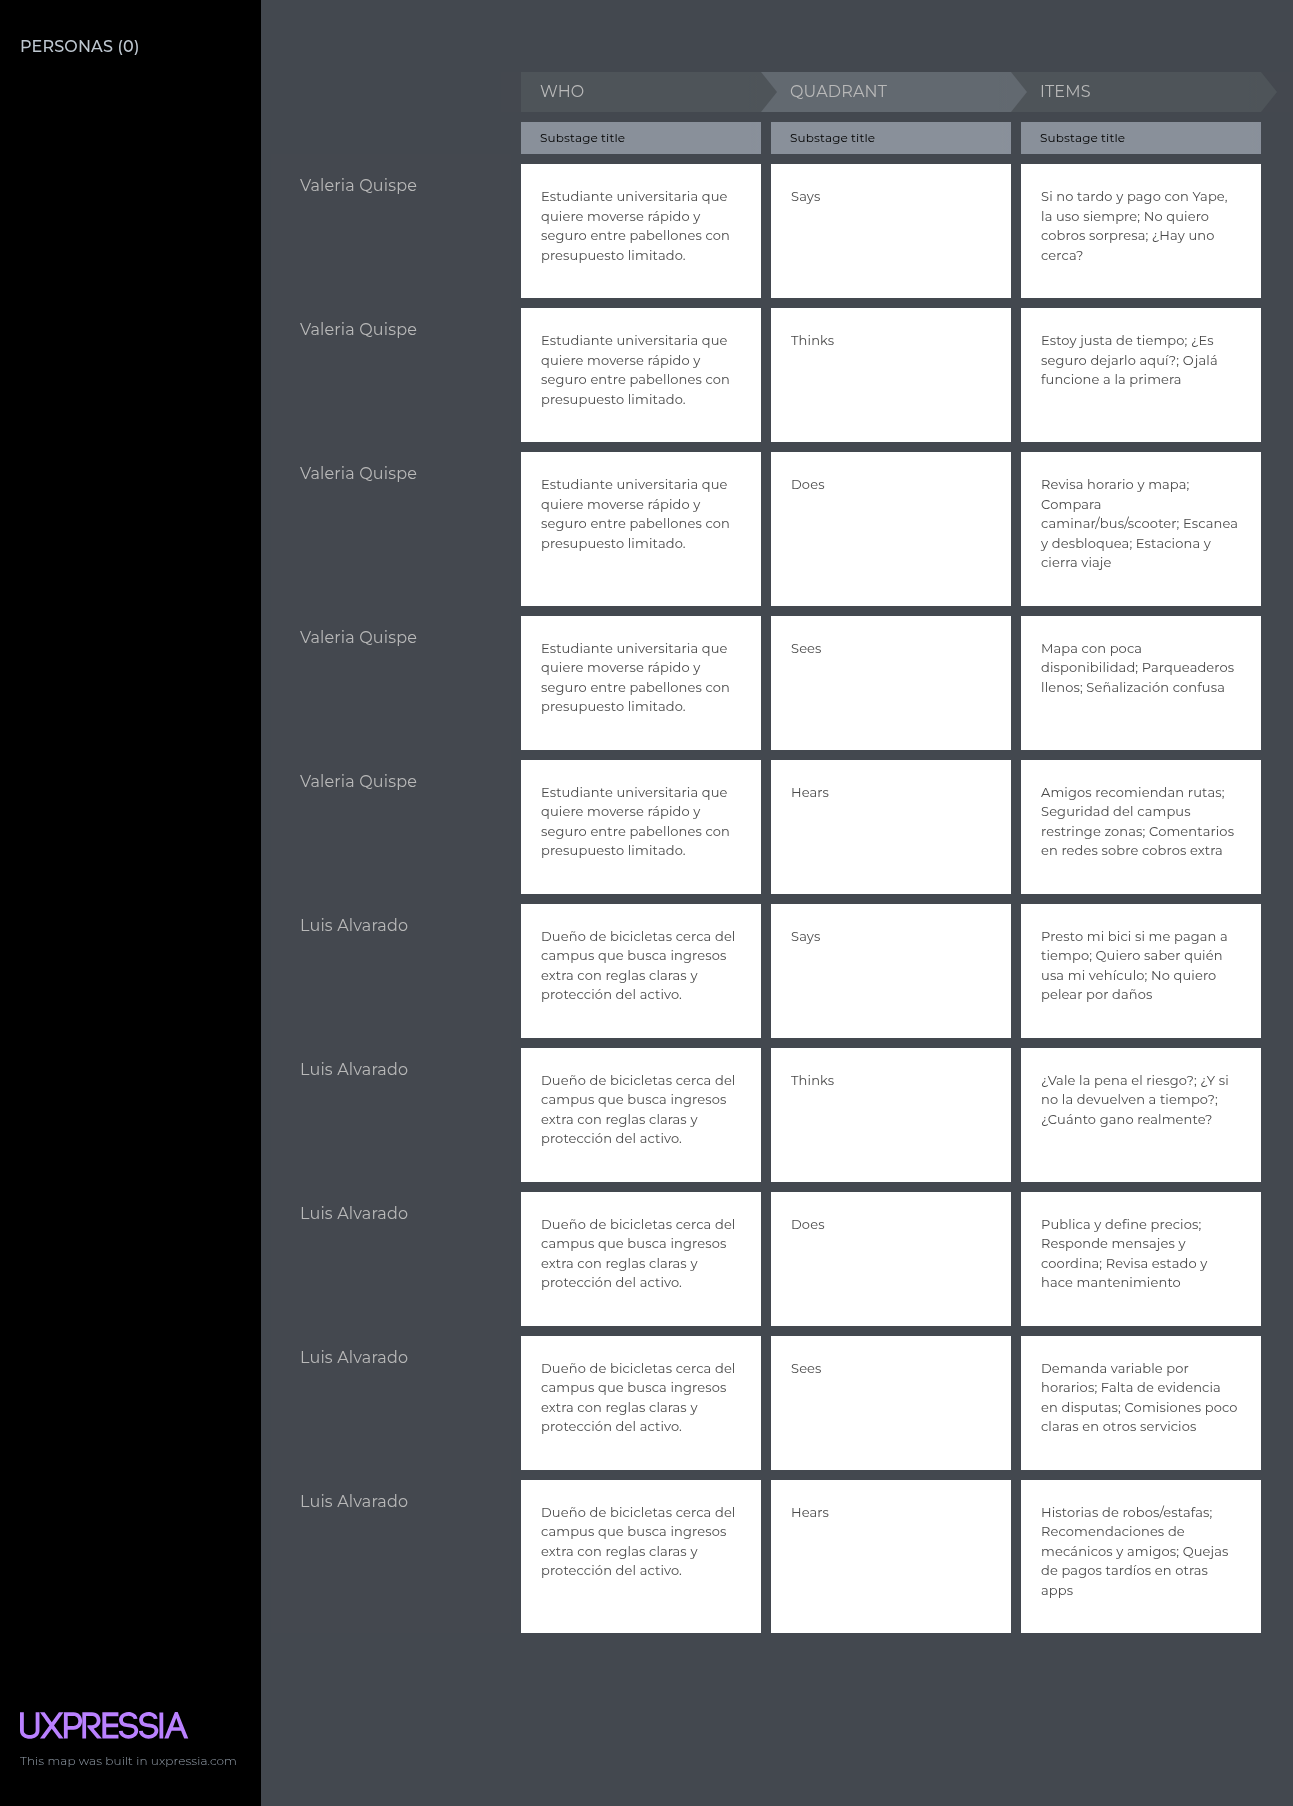 PERSONAS (0)
WHO
QUADRANT
ITEMS
Substage title
Substage title
Substage title
Valeria Quispe
Estudiante universitaria que
quiere moverse rápido y
seguro entre pabellones con
presupuesto limitado.
Says
Si no tardo y pago con Yape,
la uso siempre; No quiero
cobros sorpresa; ¿Hay uno
cerca?
Valeria Quispe
Estudiante universitaria que
quiere moverse rápido y
seguro entre pabellones con
presupuesto limitado.
Thinks
Estoy justa de tiempo; ¿Es
seguro dejarlo aquí?; Ojalá
funcione a la primera
Valeria Quispe
Estudiante universitaria que
quiere moverse rápido y
seguro entre pabellones con
presupuesto limitado.
Does
Revisa horario y mapa;
Compara
caminar/bus/scooter; Escanea
y desbloquea; Estaciona y
cierra viaje
Valeria Quispe
Estudiante universitaria que
quiere moverse rápido y
seguro entre pabellones con
presupuesto limitado.
Sees
Mapa con poca
disponibilidad; Parqueaderos
llenos; Señalización confusa
Valeria Quispe
Estudiante universitaria que
quiere moverse rápido y
seguro entre pabellones con
presupuesto limitado.
Hears
Amigos recomiendan rutas;
Seguridad del campus
restringe zonas; Comentarios
en redes sobre cobros extra
Luis Alvarado
Dueño de bicicletas cerca del
campus que busca ingresos
extra con reglas claras y
protección del activo.
Says
Presto mi bici si me pagan a
tiempo; Quiero saber quién
usa mi vehículo; No quiero
pelear por daños
Luis Alvarado
Dueño de bicicletas cerca del
campus que busca ingresos
extra con reglas claras y
protección del activo.
Thinks
¿Vale la pena el riesgo?; ¿Y si
no la devuelven a tiempo?;
¿Cuánto gano realmente?
Luis Alvarado
Dueño de bicicletas cerca del
campus que busca ingresos
extra con reglas claras y
protección del activo.
Does
Publica y define precios;
Responde mensajes y
coordina; Revisa estado y
hace mantenimiento
Luis Alvarado
Dueño de bicicletas cerca del
campus que busca ingresos
extra con reglas claras y
protección del activo.
Sees
Demanda variable por
horarios; Falta de evidencia
en disputas; Comisiones poco
claras en otros servicios
Luis Alvarado
Dueño de bicicletas cerca del
campus que busca ingresos
extra con reglas claras y
protección del activo.
Hears
Historias de robos/estafas;
Recomendaciones de
mecánicos y amigos; Quejas
de pagos tardíos en otras
apps
UXPRESSIA
This map was built in uxpressia.com